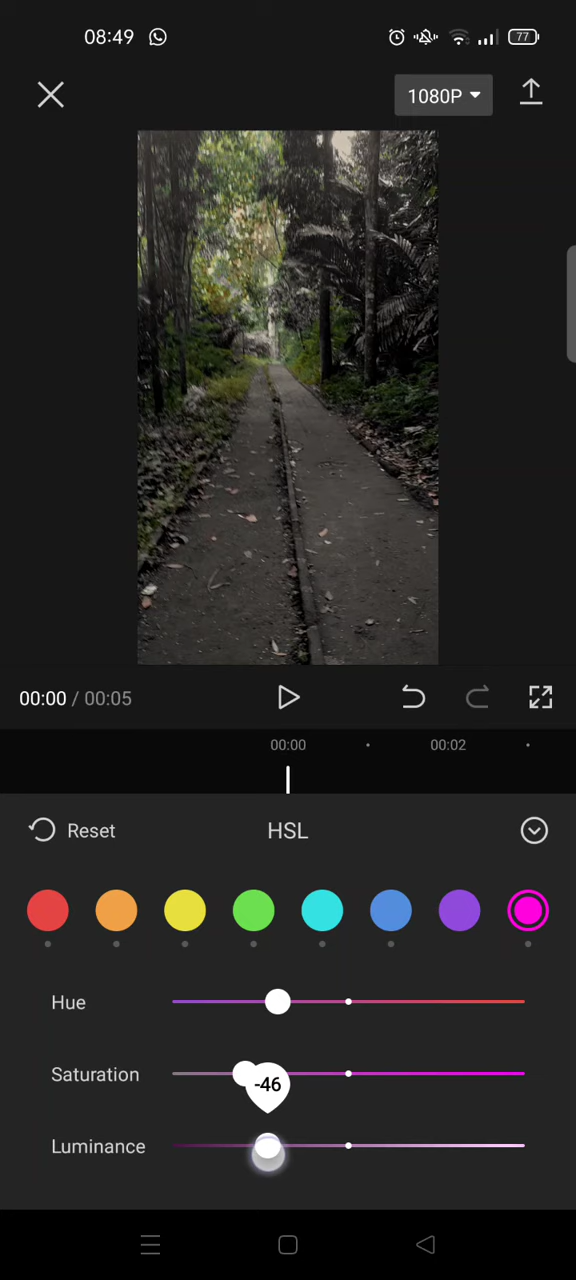 08:49
77
1080P
00:00 / 00:05
00:00
00:02
Reset
HSL
Hue
Saturation
-46
Luminance